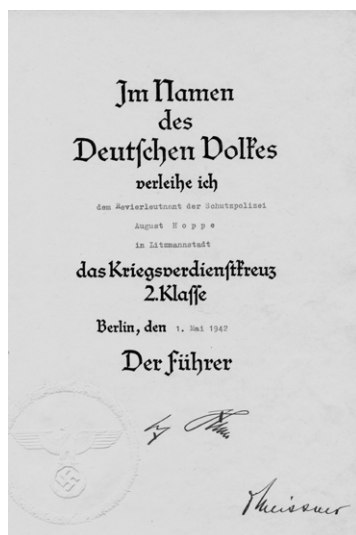 Im Namen
des
Deutschen Volkes
verleihe ich
dem Revierleutnant der Schutzpolizei
August Hoppe
in Litzmannstadt
das Kriegsverdienstkreuz
2.Klasse
Berlin, den 1. Mai 1942
Der Führer
Meissner